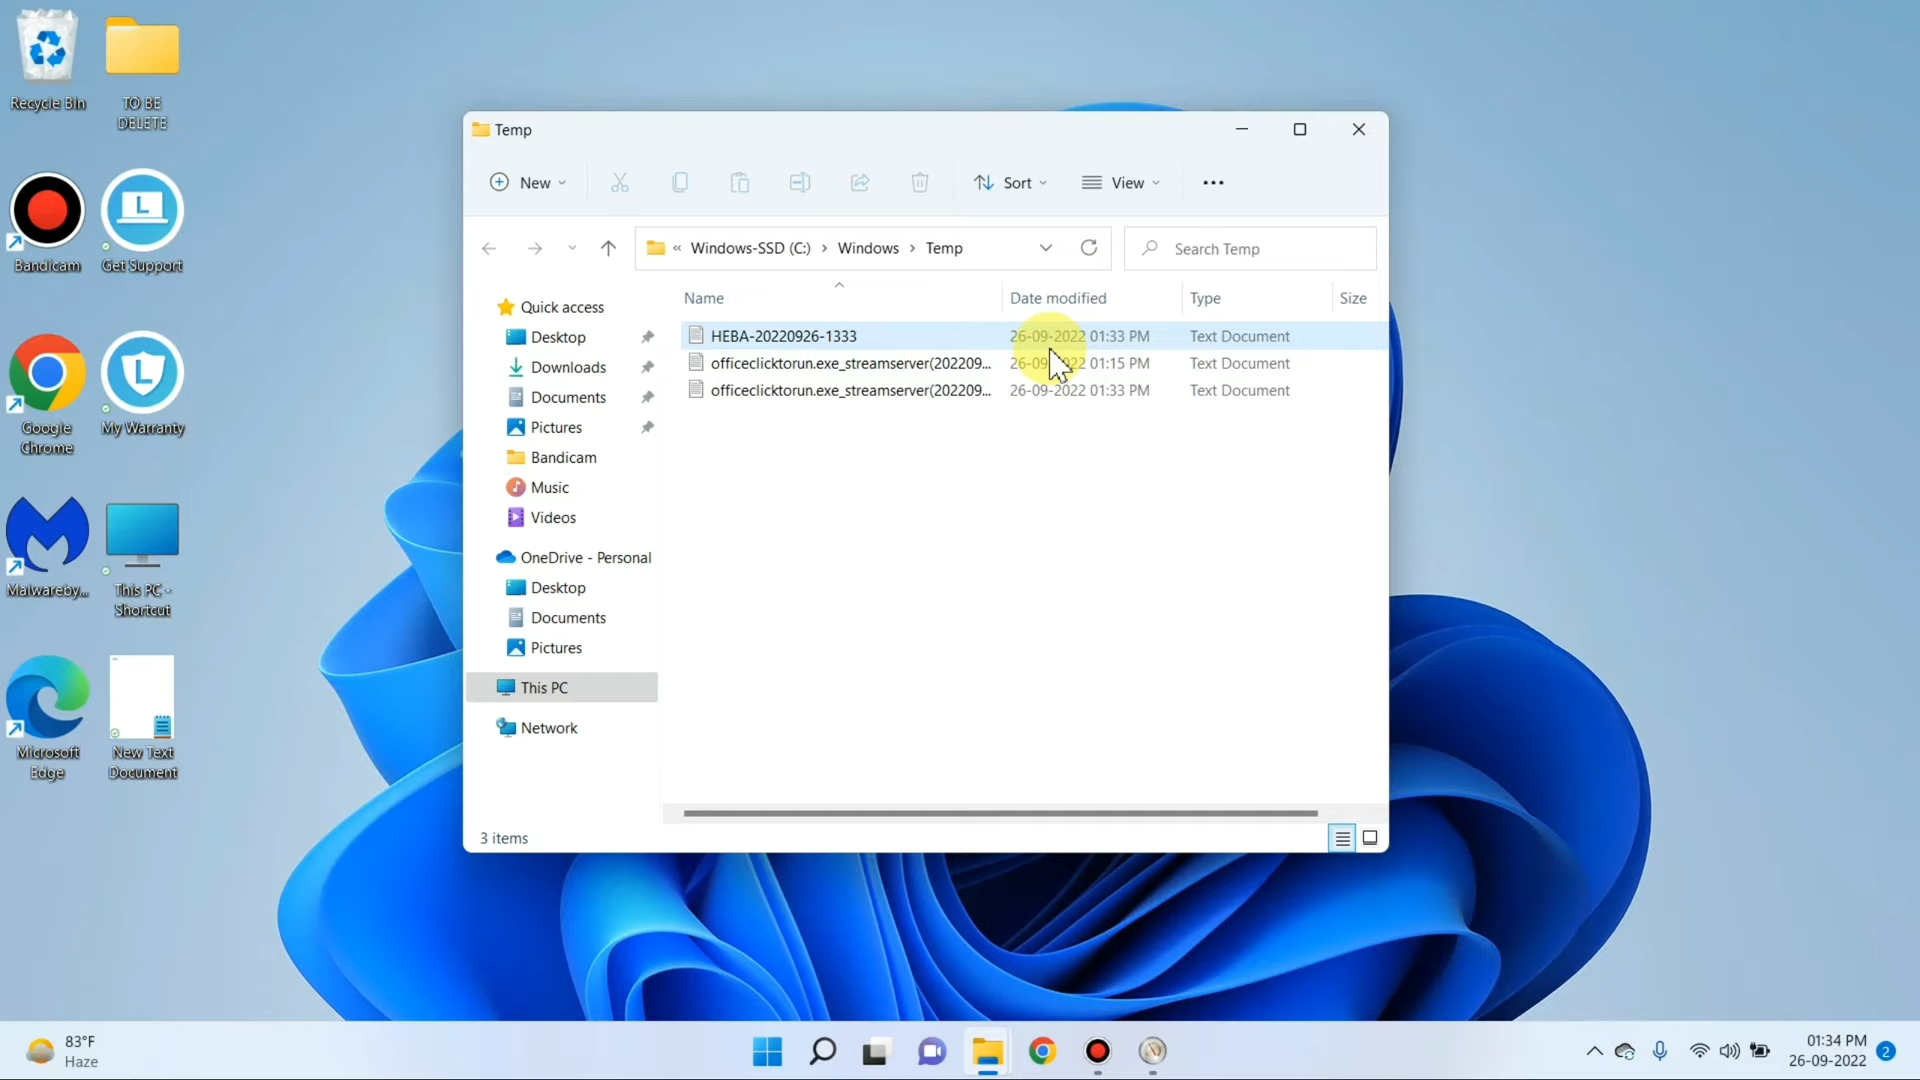 Recycle Bin
TO BE
DELETE
Bandicam
Get Support
Google
Chrome
My Warranty
Malwareby...
This PC -
Shortcut
Microsoft
Edge
New Text
Document
Temp
New
Sort
View
« Windows-SSD (C:) › Windows › Temp
Search Temp
Name
Date modified
Type
Size
HEBA-20220926-1333
26-09-2022 01:33 PM
Text Document
officeclicktorun.exe_streamserver(202209...
26-09-2022 01:15 PM
Text Document
officeclicktorun.exe_streamserver(202209...
26-09-2022 01:33 PM
Text Document
Quick access
Desktop
Downloads
Documents
Pictures
Bandicam
Music
Videos
OneDrive - Personal
Desktop
Documents
Pictures
This PC
Network
3 items
83°F
Haze
01:34 PM
26-09-2022
2